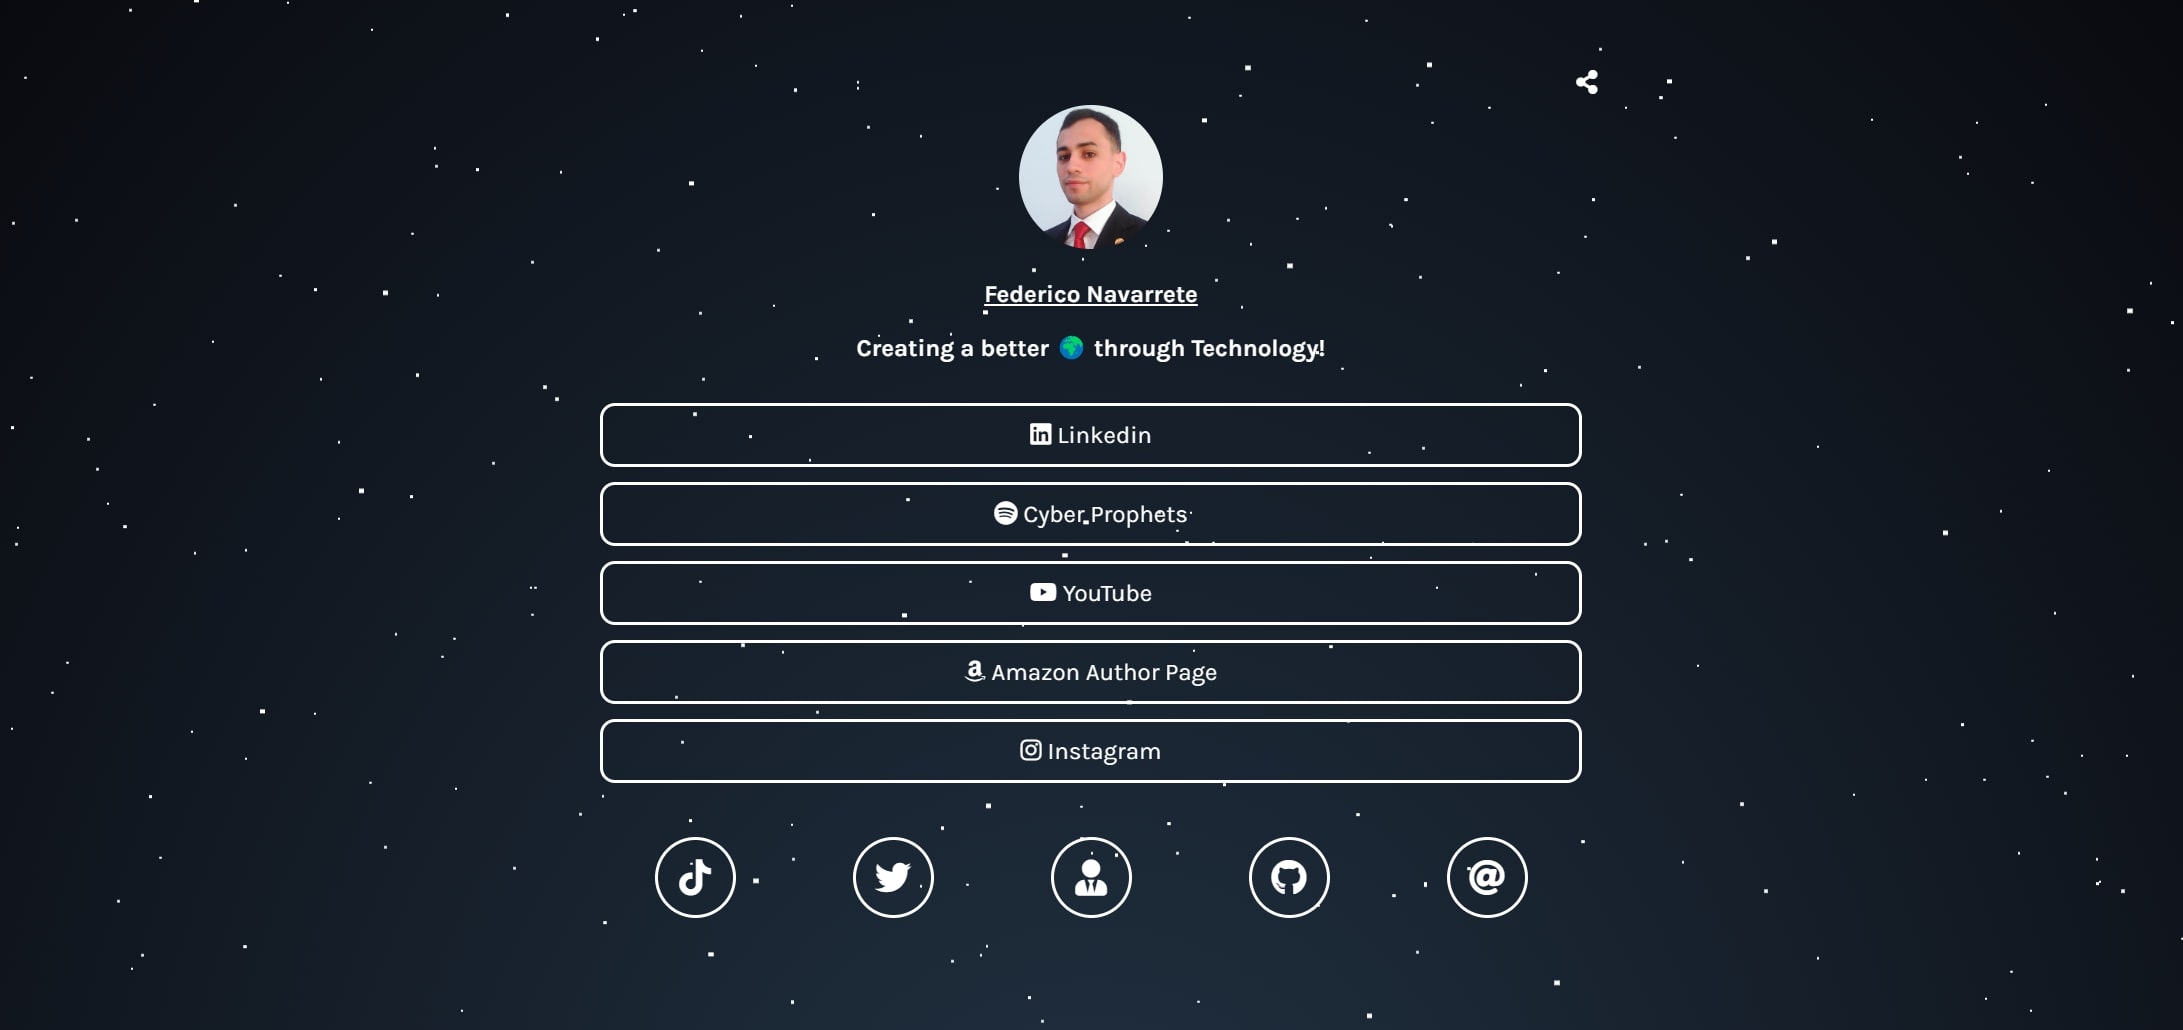 Federico Navarrete
Creating a better 🌍 through Technology!
Linkedin
Cyber Prophets
YouTube
Amazon Author Page
Instagram